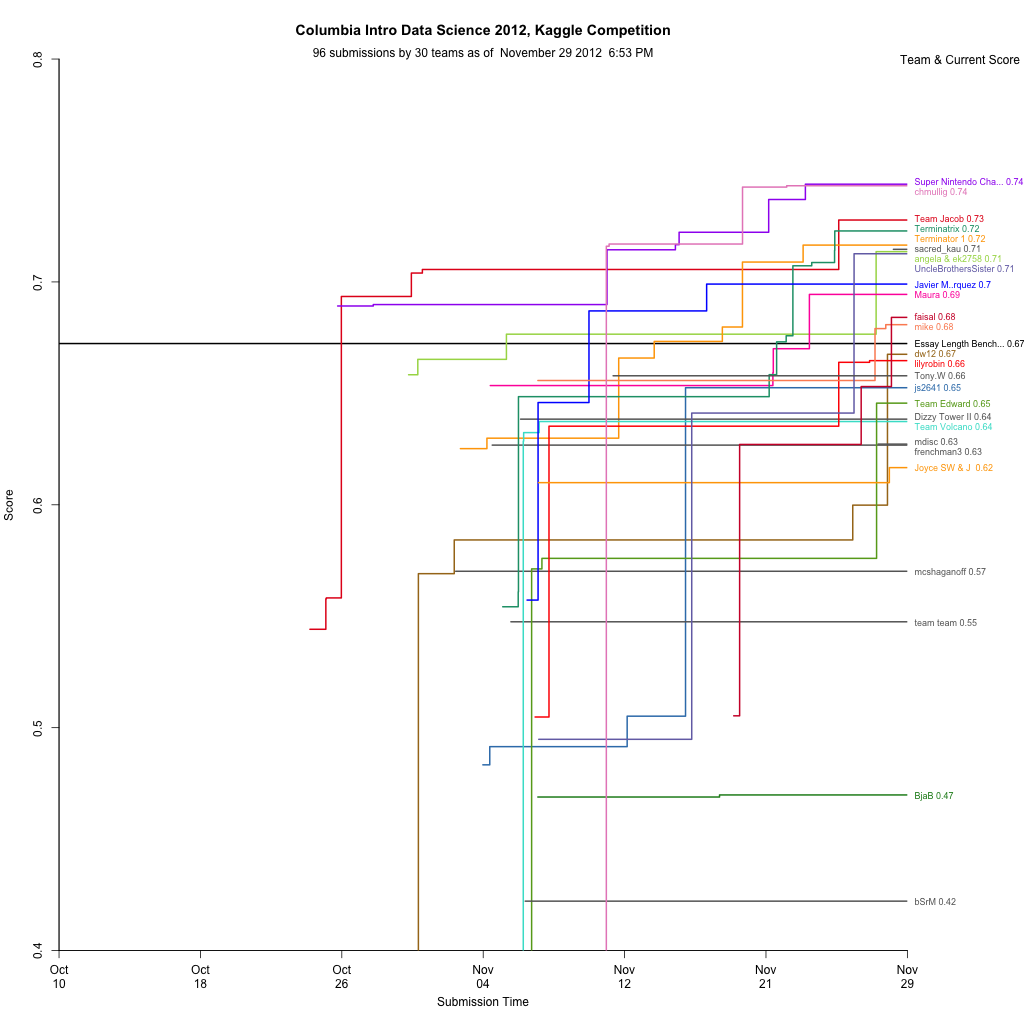 Columbia Intro Data Science 2012, Kaggle Competition
96 submissions by 30 teams as of  November 29 2012  6:53 PM
Team & Current Score
0.8
0.7
0.6
0.5
0.4
Score
Super Nintendo Cha... 0.74
chmullig 0.74
Team Jacob 0.73
Terminatrix 0.72
Terminator 1 0.72
sacred_kau 0.71
angela & ek2758 0.71
UncleBrothersSister 0.71
Javier M..rquez 0.7
Maura 0.69
faisal 0.68
mike 0.68
Essay Length Bench... 0.67
dw12 0.67
lilyrobin 0.66
Tony.W 0.66
js2641 0.65
Team Edward 0.65
Dizzy Tower II 0.64
Team Volcano 0.64
mdisc 0.63
frenchman3 0.63
Joyce SW & J  0.62
mcshaganoff 0.57
team team 0.55
BjaB 0.47
bSrM 0.42
Oct 10
Oct 18
Oct 26
Nov 04
Nov 12
Nov 21
Nov 29
Submission Time